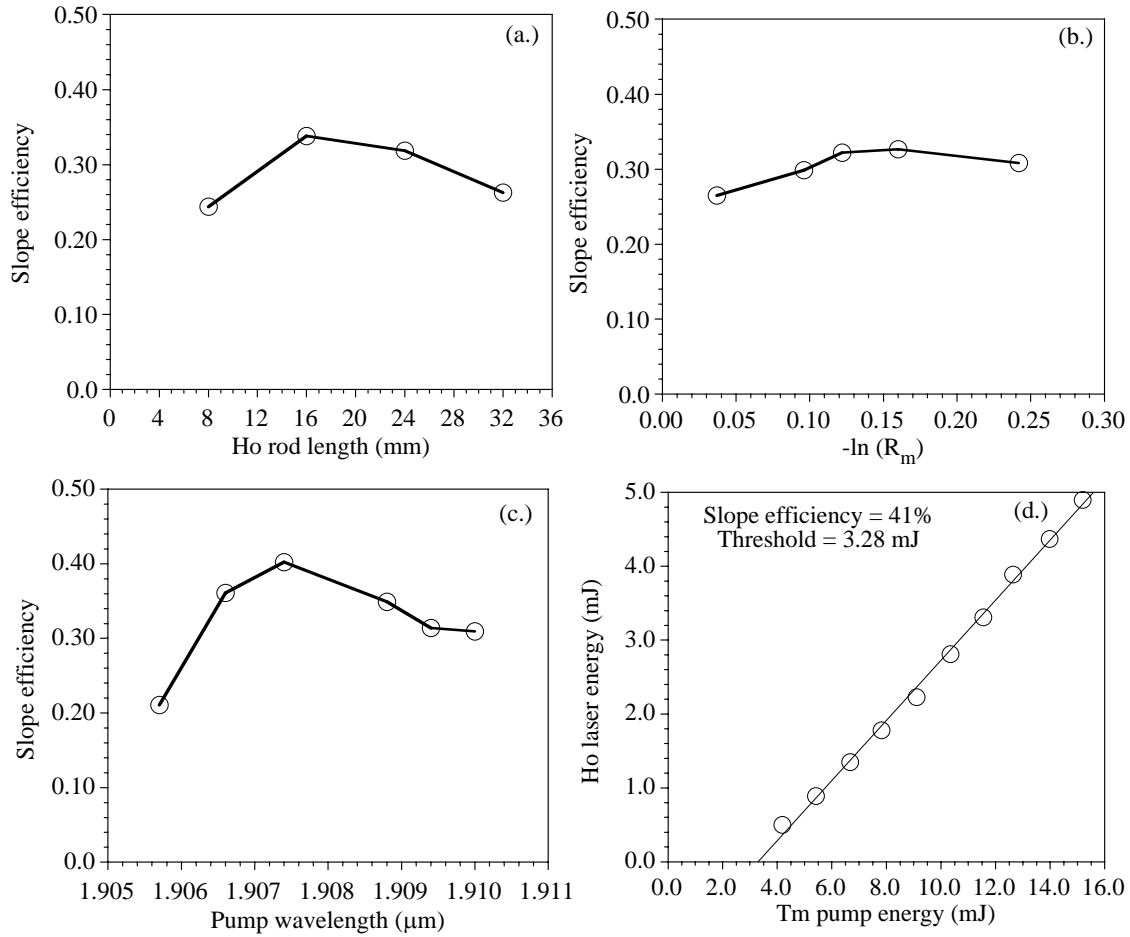 (a.)
0.50
0.40
0.30
0.20
0.10
0.0
Slope efficiency
0 4 8 12 16 20 24 28 32 36
Ho rod length (mm)
(b.)
0.50
0.40
0.30
0.20
0.10
0.0
Slope efficiency
0.00 0.05 0.10 0.15 0.20 0.25 0.30
-ln (Rm)
(c.)
0.50
0.40
0.30
0.20
0.10
0.0
Slope efficiency
1.905 1.906 1.907 1.908 1.909 1.910 1.911
Pump wavelength (μm)
(d.)
Slope efficiency = 41%
Threshold = 3.28 mJ
5.0
4.0
3.0
2.0
1.0
0.0
Ho laser energy (mJ)
0.0 2.0 4.0 6.0 8.0 10.0 12.0 14.0 16.0
Tm pump energy (mJ)